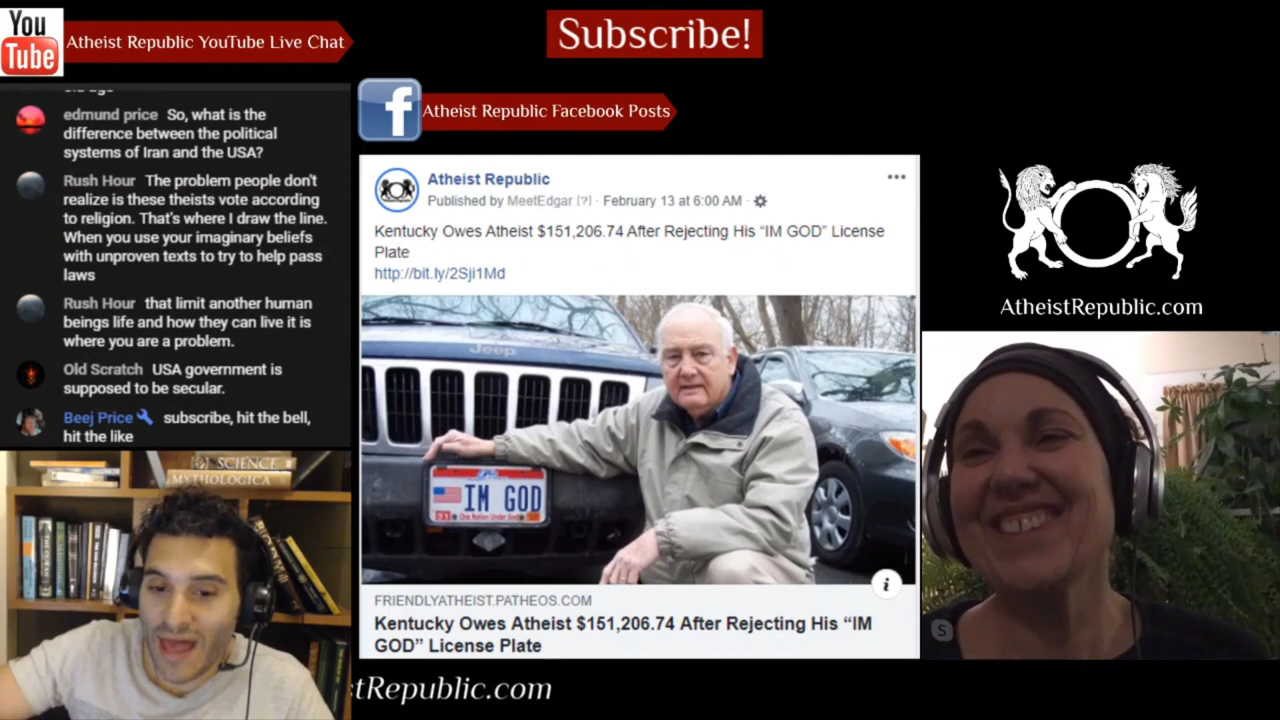 You
Tube
Atheist Republic YouTube Live Chat
Subscribe!
edmund price So, what is the
difference between the political
systems of Iran and the USA?
Rush Hour The problem people don't
realize is these theists vote according
to religion. That's where I draw the line.
When you use your imaginary beliefs
with unproven texts to try to help pass
laws
Rush Hour that limit another human
beings life and how they can live it is
where you are a problem.
Old Scratch USA government is
supposed to be secular.
Beej Price subscribe, hit the bell,
hit the like
f
Atheist Republic Facebook Posts
Atheist Republic
Published by MeetEdgar [?] · February 13 at 6:00 AM ·
Kentucky Owes Atheist $151,206.74 After Rejecting His “IM GOD” License
Plate
http://bit.ly/2Sji1Md
Jeep
IM GOD
One Nation Under God
i
FRIENDLYATHEIST.PATHEOS.COM
Kentucky Owes Atheist $151,206.74 After Rejecting His “IM
GOD” License Plate
AtheistRepublic.com
SCIENCE
MYTHOLOGICA
S
tRepublic.com